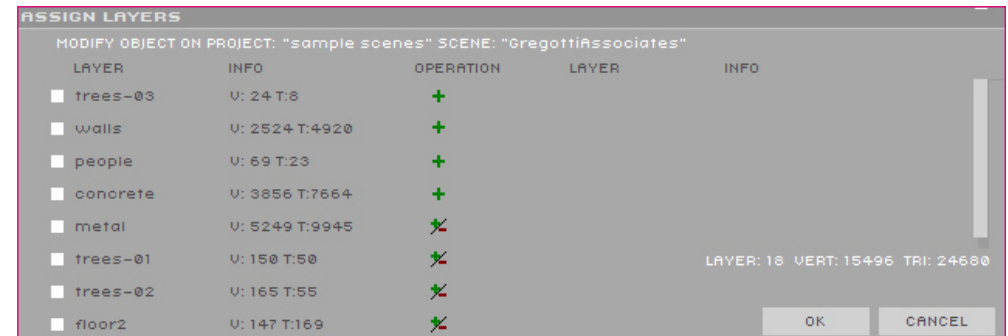 ASSIGN LAYERS
MODIFY OBJECT ON PROJECT: "sample scenes" SCENE: "GregottiAssociates"
LAYER INFO OPERATION LAYER INFO
trees-03 V: 24 T:8
walls V: 2524 T:4920
people V: 69 T:23
concrete V: 3856 T:7664
metal V: 5249 T:9945
trees-01 V: 150 T:50
LAYER: 18 VERT: 15496 TRI: 24680
trees-02 V: 165 T:55
floor2 V: 147 T:169
OK CANCEL